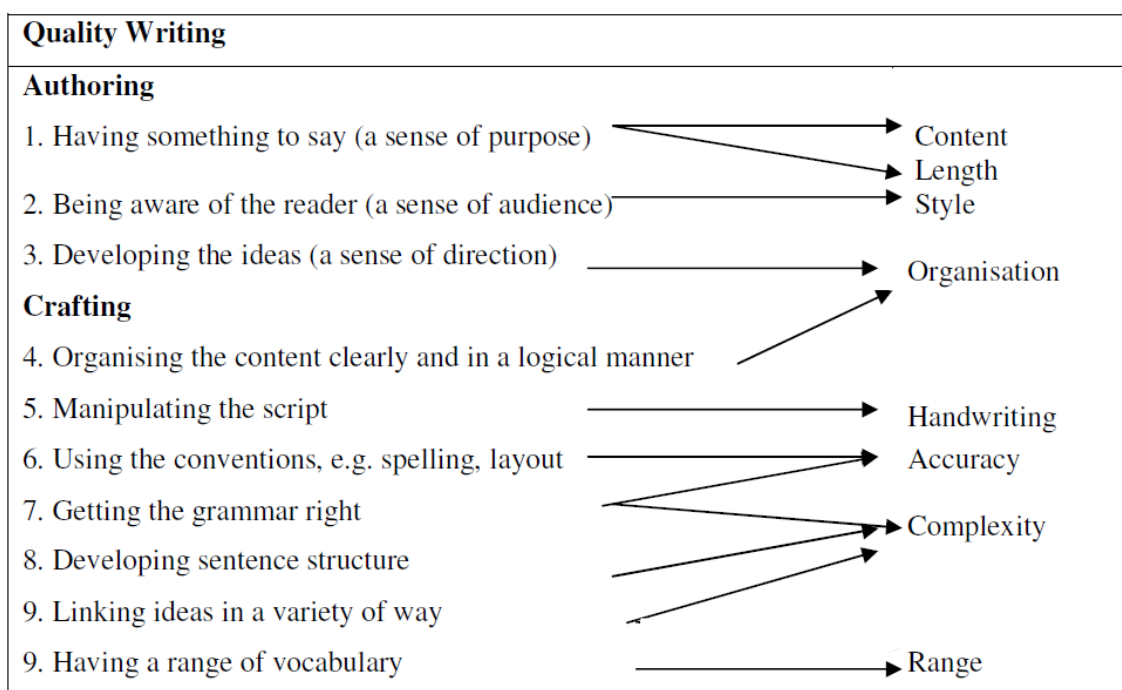 Quality Writing
Authoring
1. Having something to say (a sense of purpose)
Content
Length
2. Being aware of the reader (a sense of audience)
Style
3. Developing the ideas (a sense of direction)
Organisation
Crafting
4. Organising the content clearly and in a logical manner
5. Manipulating the script
Handwriting
6. Using the conventions, e.g. spelling, layout
Accuracy
7. Getting the grammar right
Complexity
8. Developing sentence structure
9. Linking ideas in a variety of way
9. Having a range of vocabulary
Range